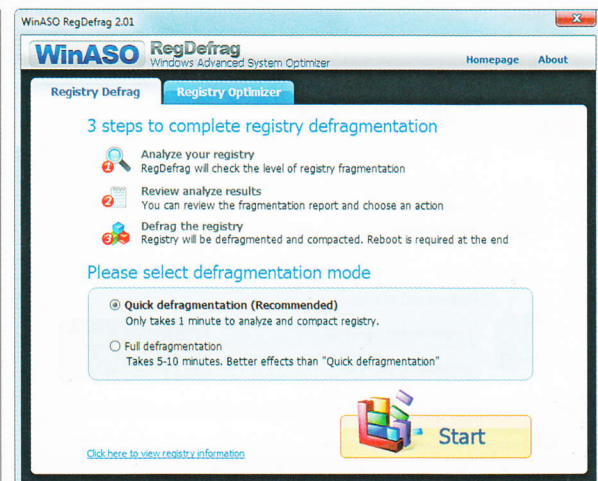 WinASO RegDefrag 2.01
WinASO RegDefrag
Windows Advanced System Optimizer
Homepage About
Registry Defrag Registry Optimizer
3 steps to complete registry defragmentation
1 Analyze your registry
RegDefrag will check the level of registry fragmentation
2 Review analyze results
You can review the fragmentation report and choose an action
3 Defrag the registry
Registry will be defragmented and compacted. Reboot is required at the end
Please select defragmentation mode
Quick defragmentation (Recommended)
Only takes 1 minute to analyze and compact registry.
Full defragmentation
Takes 5-10 minutes. Better effects than "Quick defragmentation"
Start
Click here to view registry information